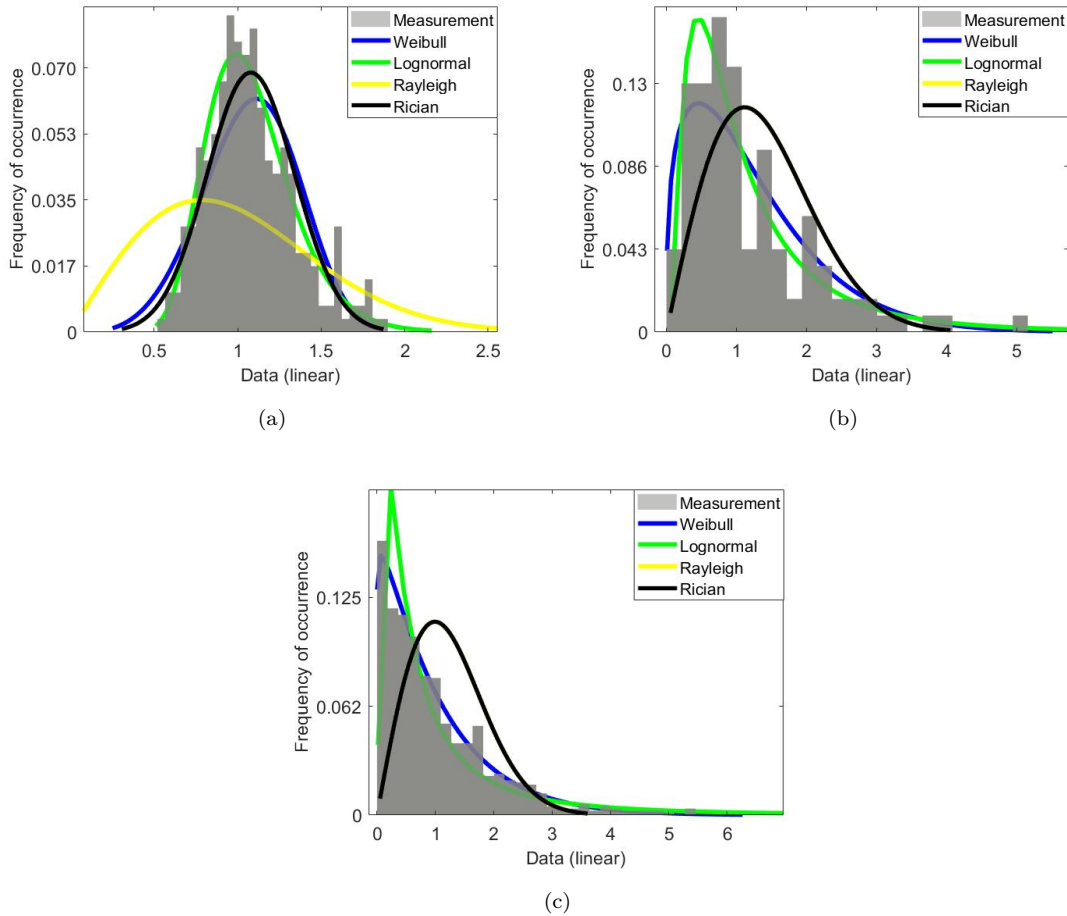 Measurement
Weibull
Lognormal
Rayleigh
Rician
Frequency of occurrence
0.070
0.053
0.035
0.017
0
0.5 1 1.5 2 2.5
Data (linear)
(a)
Measurement
Weibull
Lognormal
Rayleigh
Rician
Frequency of occurrence
0.13
0.086
0.043
0
0 1 2 3 4 5
Data (linear)
(b)
Measurement
Weibull
Lognormal
Rayleigh
Rician
Frequency of occurrence
0.125
0.062
0
0 1 2 3 4 5 6
Data (linear)
(c)